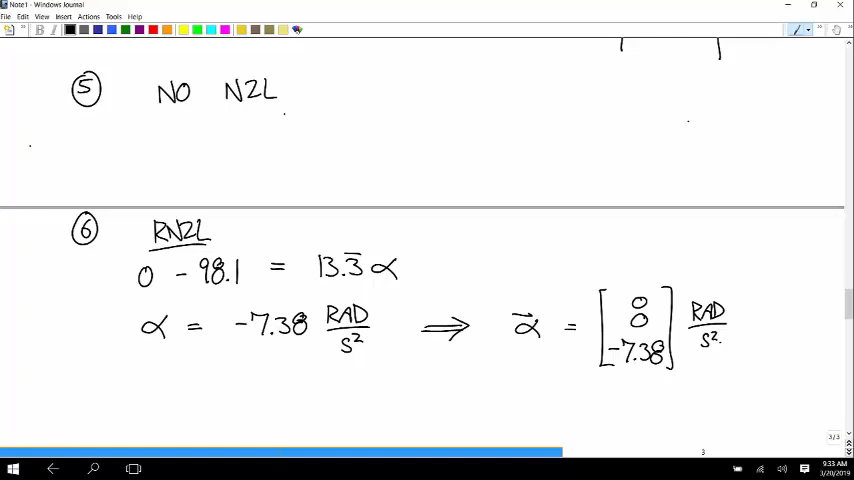 Note1 - Windows Journal
File Edit View Insert Actions Tools Help
B I
⑤ NO N2L
⑥ RN2L
0 - 98.1 = 13.3̅ α
α = -7.38 RAD/S² ⟹ α⃗ = [0 0 -7.38] RAD/S²
3/3
3
9:33 AM
3/20/2019